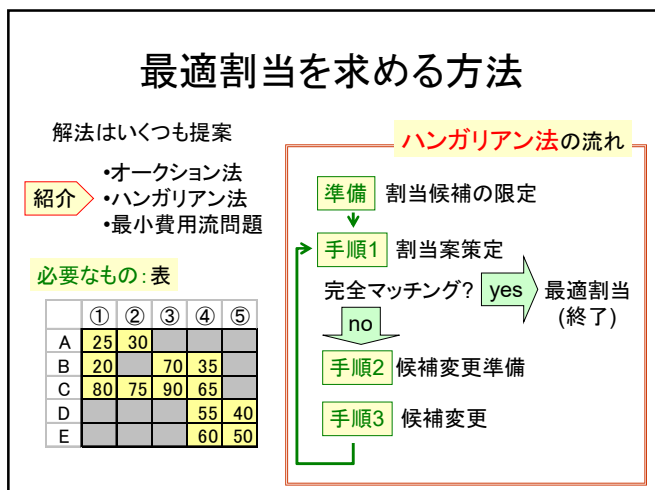 最適割当を求める方法
解法はいくつも提案
紹介
•オークション法
•ハンガリアン法
•最小費用流問題
必要なもの：表
① ② ③ ④ ⑤
A 25 30
B 20 70 35
C 80 75 90 65
D 55 40
E 60 50
ハンガリアン法の流れ
準備 割当候補の限定
手順1 割当案策定
完全マッチング? yes 最適割当
(終了)
no
手順2 候補変更準備
手順3 候補変更